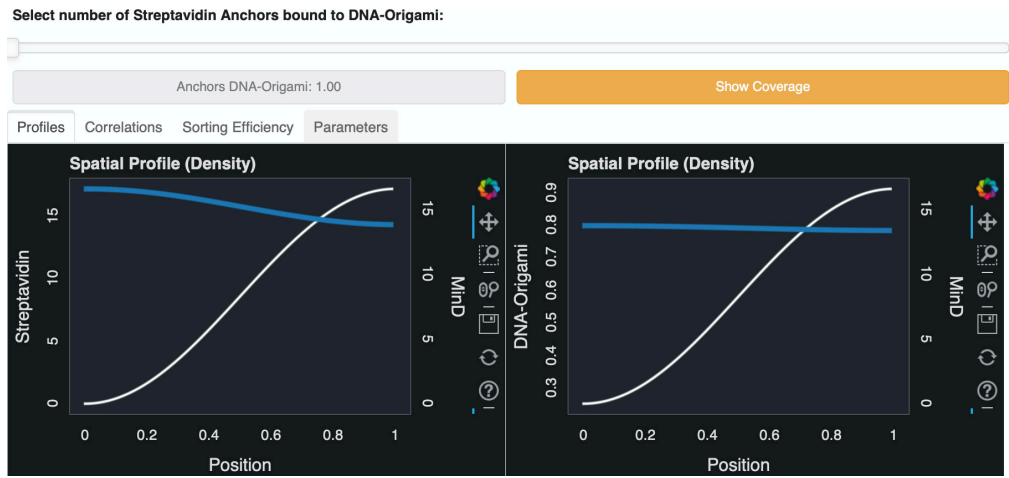 Select number of Streptavidin Anchors bound to DNA-Origami:
Anchors DNA-Origami: 1.00
Show Coverage
Profiles
Correlations
Sorting Efficiency
Parameters
Spatial Profile (Density)
Streptavidin
15
10
5
0
15
10
5
0
MinD
0 0.2 0.4 0.6 0.8 1
Position
Spatial Profile (Density)
DNA-Origami
0.9
0.8
0.7
0.6
0.5
0.4
0.3
15
10
5
0
MinD
0 0.2 0.4 0.6 0.8 1
Position